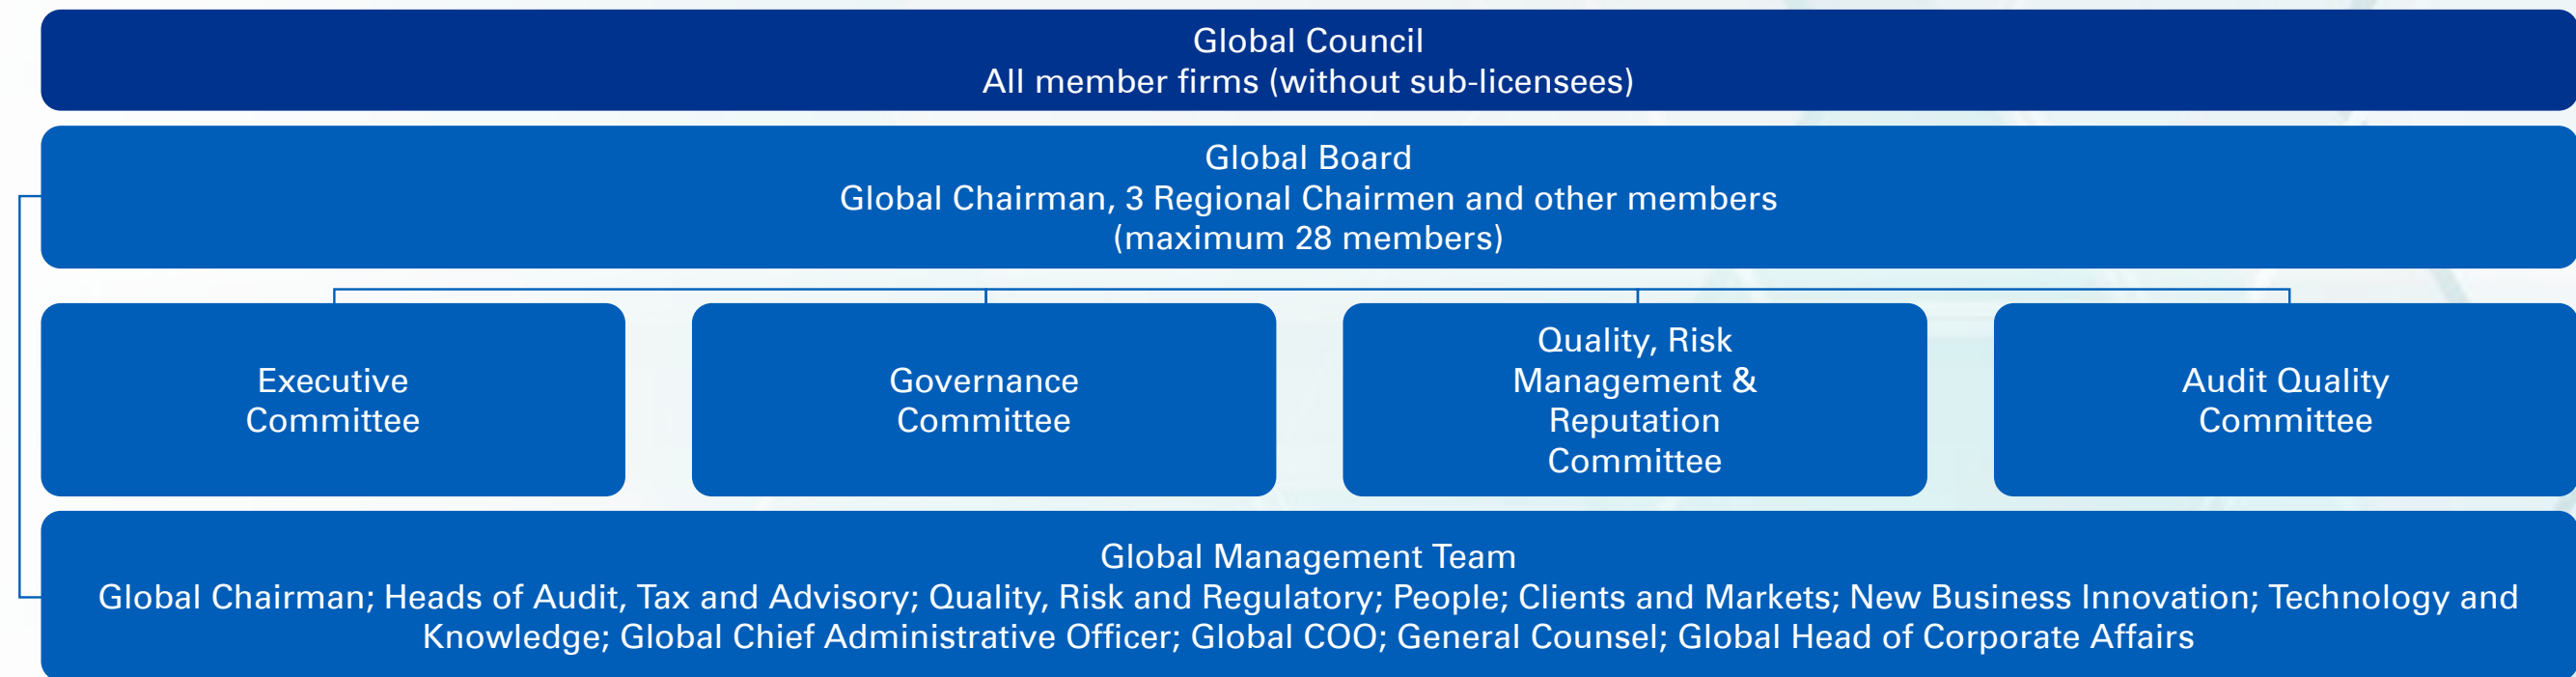 Global Council
All member firms (without sub-licensees)
Global Board
Global Chairman, 3 Regional Chairmen and other members
(maximum 28 members)
Executive
Committee
Governance
Committee
Quality, Risk
Management &
Reputation
Committee
Audit Quality
Committee
Global Management Team
Global Chairman; Heads of Audit, Tax and Advisory; Quality, Risk and Regulatory; People; Clients and Markets; New Business Innovation; Technology and
Knowledge; Global Chief Administrative Officer; Global COO; General Counsel; Global Head of Corporate Affairs